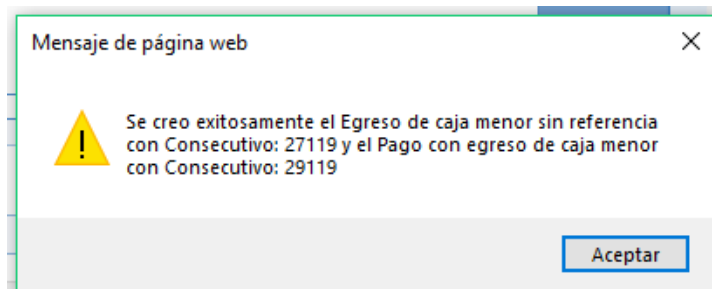 Mensaje de página web
Se creo exitosamente el Egreso de caja menor sin referencia
con Consecutivo: 27119 y el Pago con egreso de caja menor
con Consecutivo: 29119
Aceptar